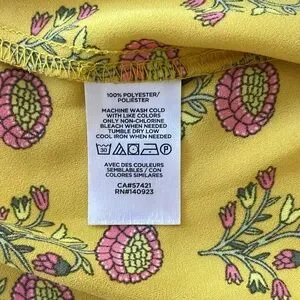 100% POLYESTER/
POLIÉSTER
MACHINE WASH COLD
WITH LIKE COLORS
ONLY NON-CHLORINE
BLEACH WHEN NEEDED
TUMBLE DRY LOW
COOL IRON WHEN NEEDED
30
AVEC DES COULEURS
SEMBLABLES / CON
COLORES SIMILARES
CA#57421
RN#140923